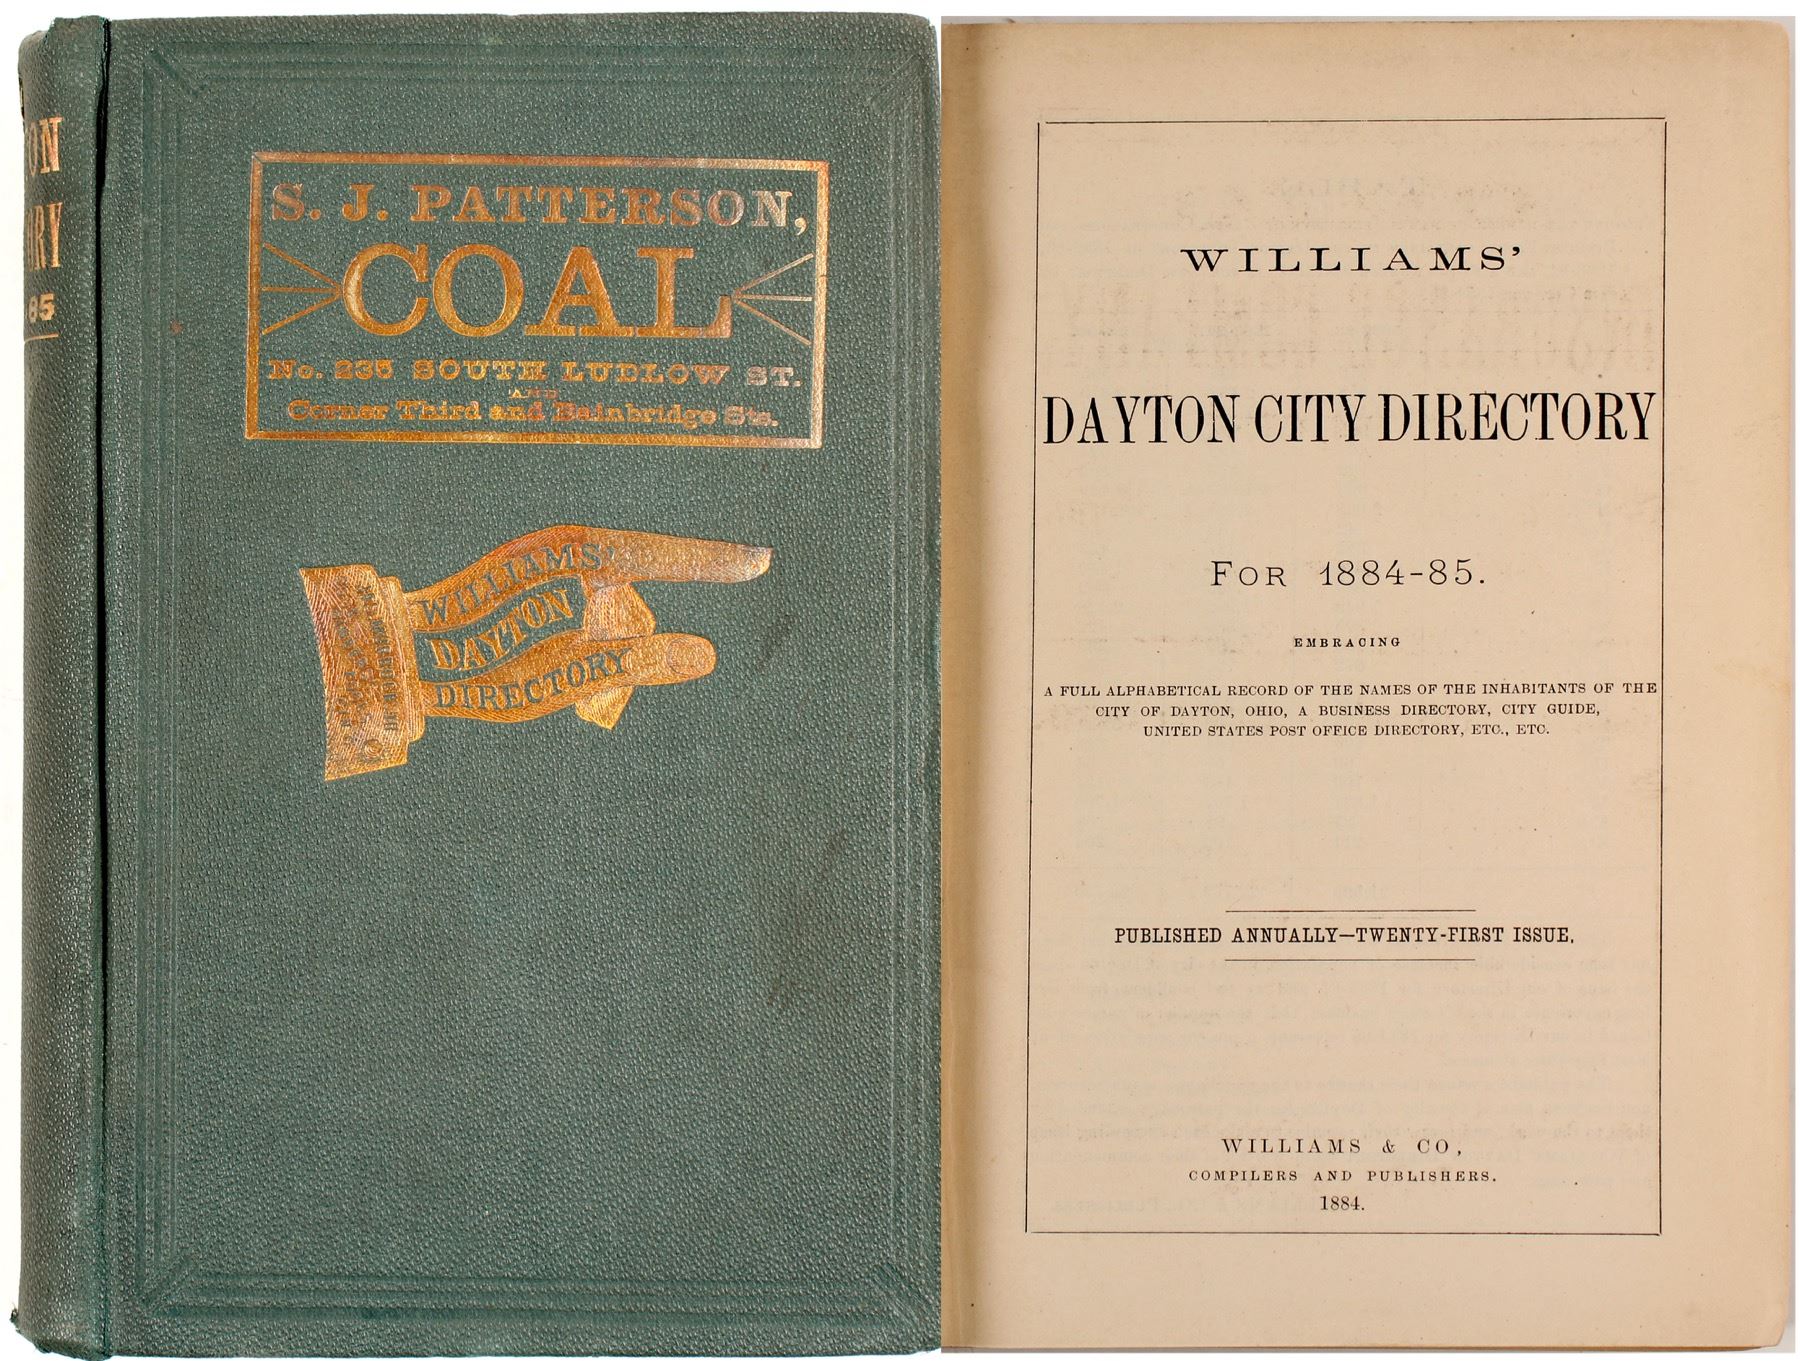 S. J. PATTERSON,
COAL
No. 235 SOUTH LUDLOW ST.
AND
Corner Third and Bainbridge Sts.
WILLIAMS'
DAYTON
DIRECTORY
85
WILLIAMS'
DAYTON CITY DIRECTORY
FOR 1884-85.
EMBRACING
A FULL ALPHABETICAL RECORD OF THE NAMES OF THE INHABITANTS OF THE
CITY OF DAYTON, OHIO, A BUSINESS DIRECTORY, CITY GUIDE,
UNITED STATES POST OFFICE DIRECTORY, ETC., ETC.
PUBLISHED ANNUALLY—TWENTY-FIRST ISSUE,
WILLIAMS & CO,
COMPILERS AND PUBLISHERS.
1884.